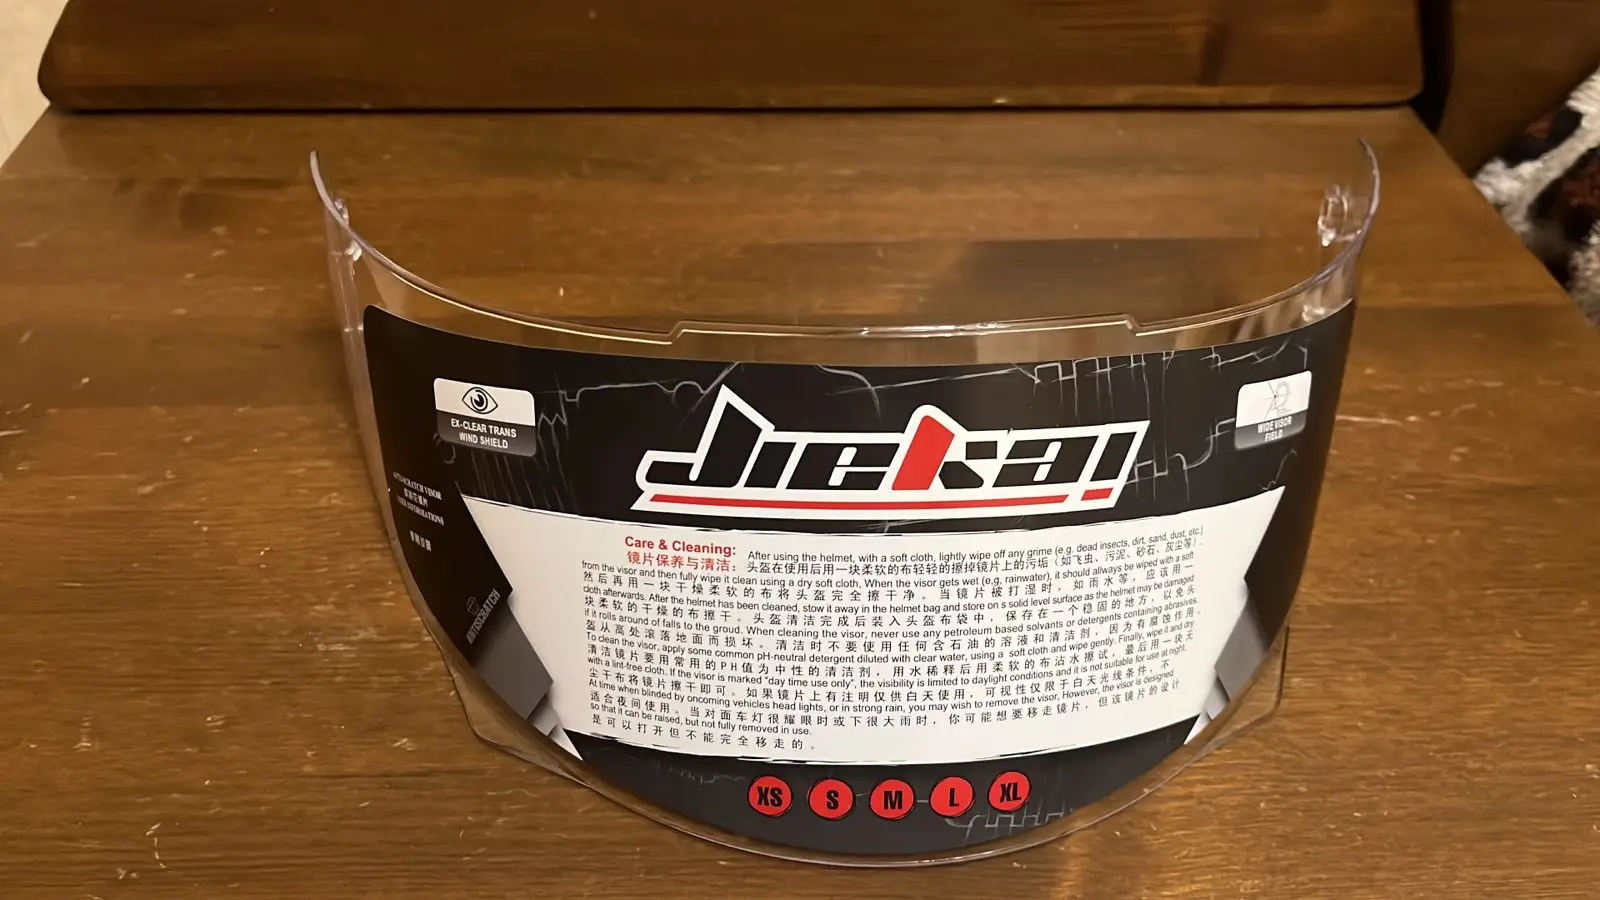 EX-CLEAR TRANS
WIND SHIELD
Jiekai
WIDE VISOR
FIELD
ANTI-SCRATCH VISOR
ANTISCRATCH
Care & Cleaning: After using the helmet, with a soft cloth, lightly wipe off any grime (e.g. dead insects, dirt, sand, dust, etc.)
镜片保养与清洁：头盔在使用后用一块柔软的布轻轻的擦掉镜片上的污垢（如飞虫、污泥、砂石、灰尘等）.
from the visor and then fully wipe it clean using a dry soft cloth, When the visor gets wet (e.g, rainwater), it should allways be wiped with a soft
然后再用一块干燥柔软的布将头盔完全擦干净。当镜片被打湿时，如雨水等，应该用一
cloth afterwards. After the helmet has been cleaned, stow it away in the helmet bag and store on s solid level surface as the helmet may be damaged
块柔软的干燥的布擦干。头盔清洁完成后装入头盔布袋中，保存在一个稳固的地方，以免头
if it rolls around of falls to the groud. When cleaning the visor, never use any petroleum based solvants or detergents containing abrasives.
盔从高处滚落地面而损坏。清洁时不要使用任何含石油的溶液和清洁剂，因为有腐蚀作用。
To clean the visor, apply some common pH-neutral detergent diluted with clear water, using a soft cloth and wipe gently. Finally, wipe it and dry
清洁镜片要用常用的PH值为中性的清洁剂，用水稀释后用柔软的布沾水擦试，最后用一块无
with a lint-free cloth. If the visor is marked "day time use only", the visibility is limited to daylight conditions and it is not suitable for use at night.
尘干布将镜片擦干即可。如果镜片上有注明仅供白天使用，可视性仅限于白天光线条件，不
At time when blinded by oncoming vehicles head lights, or in strong rain, you may wish to remove the visor, However, the visor is designed
适合夜间使用。当对面车灯很耀眼时或下很大雨时，你可能想要移走镜片，但该镜片的设计
so that it can be raised, but not fully removed in use.
是可以打开但不能完全移走的。
XS S M L XL